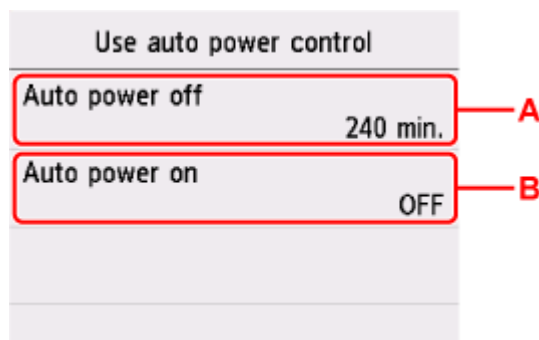 Use auto power control
Auto power off
240 min.
A
Auto power on
OFF
B